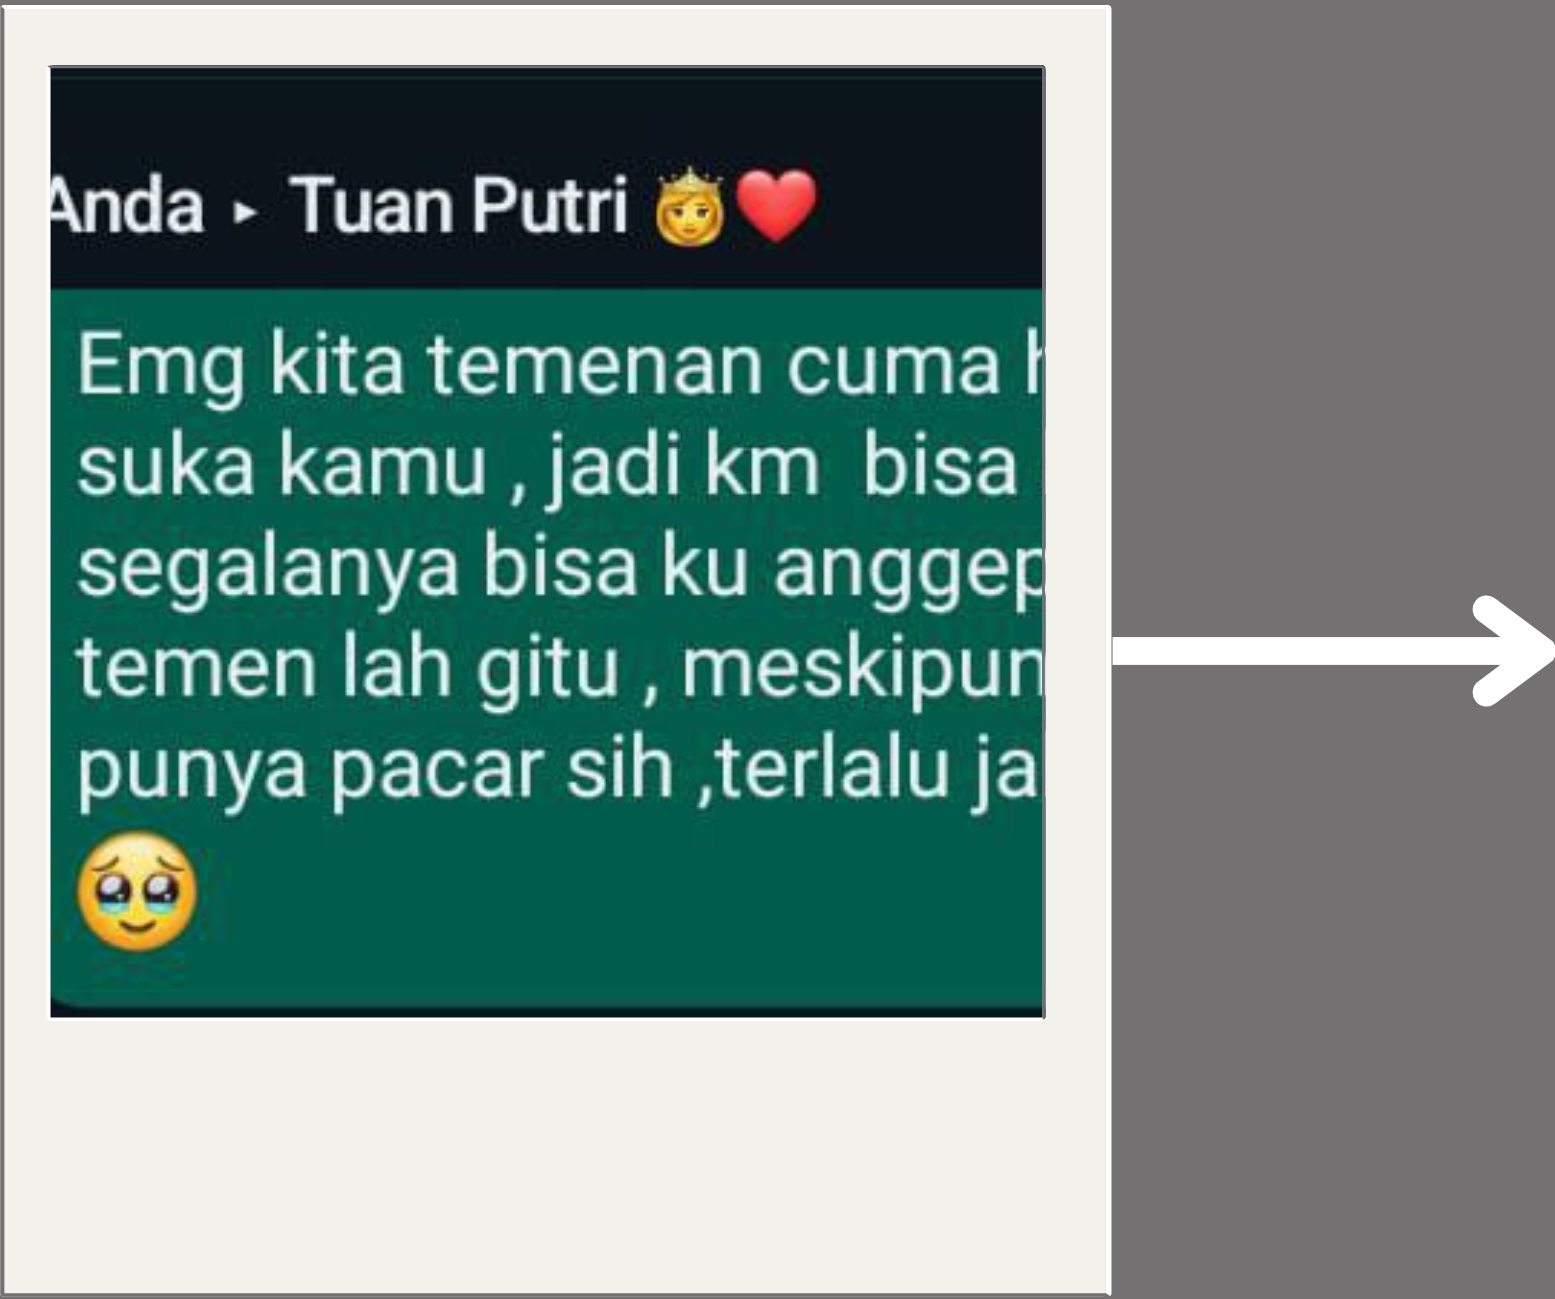 Anda ▸ Tuan Putri 👸❤️
Emg kita temenan cuma
suka kamu , jadi km bisa
segalanya bisa ku anggep
temen lah gitu , meskipun
punya pacar sih ,terlalu
🥹